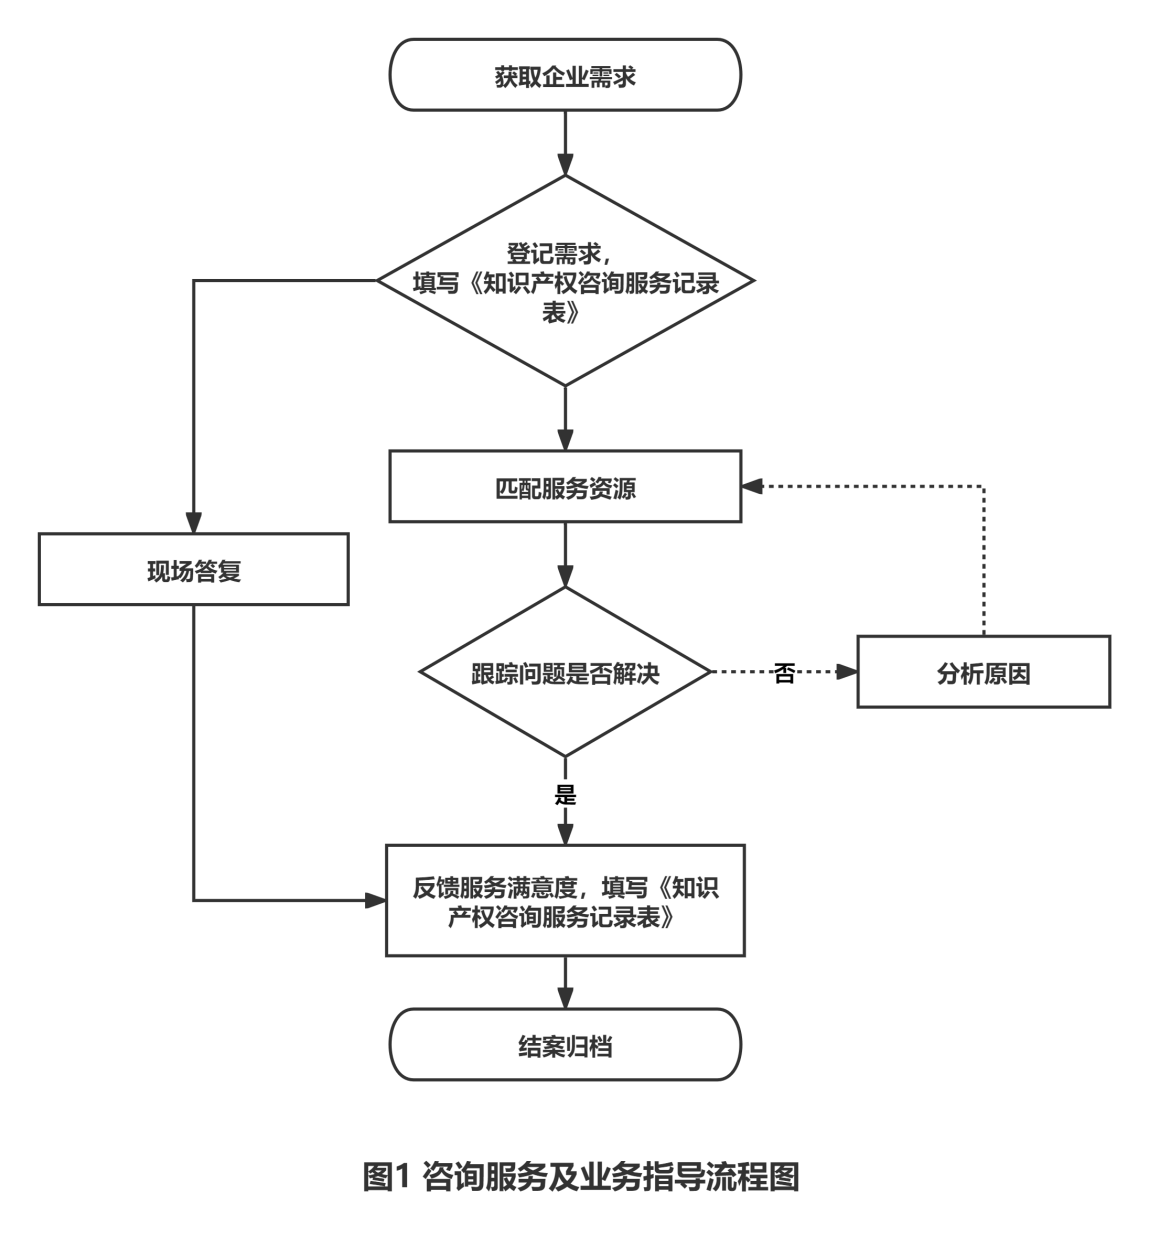 获取企业需求
登记需求，
填写《知识产权咨询服务记录
表》
匹配服务资源
现场答复
跟踪问题是否解决
否
分析原因
是
反馈服务满意度，填写《知识
产权咨询服务记录表》
结案归档
图1 咨询服务及业务指导流程图